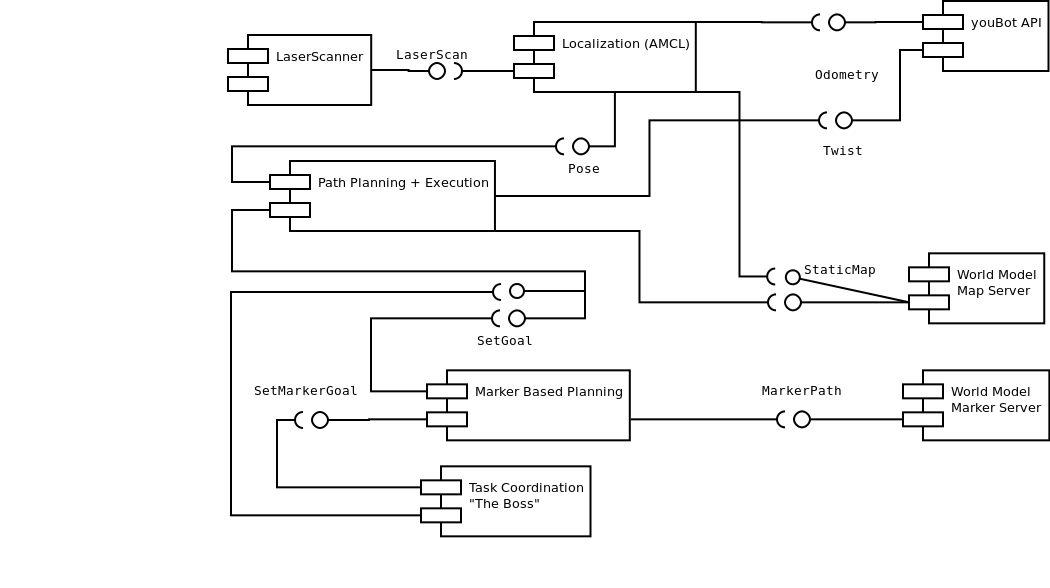 youBot API
LaserScan
Localization (AMCL)
LaserScanner
Odometry
Twist
Pose
Path Planning + Execution
StaticMap
World Model
Map Server
SetGoal
SetMarkerGoal
Marker Based Planning
MarkerPath
World Model
Marker Server
Task Coordination
"The Boss"